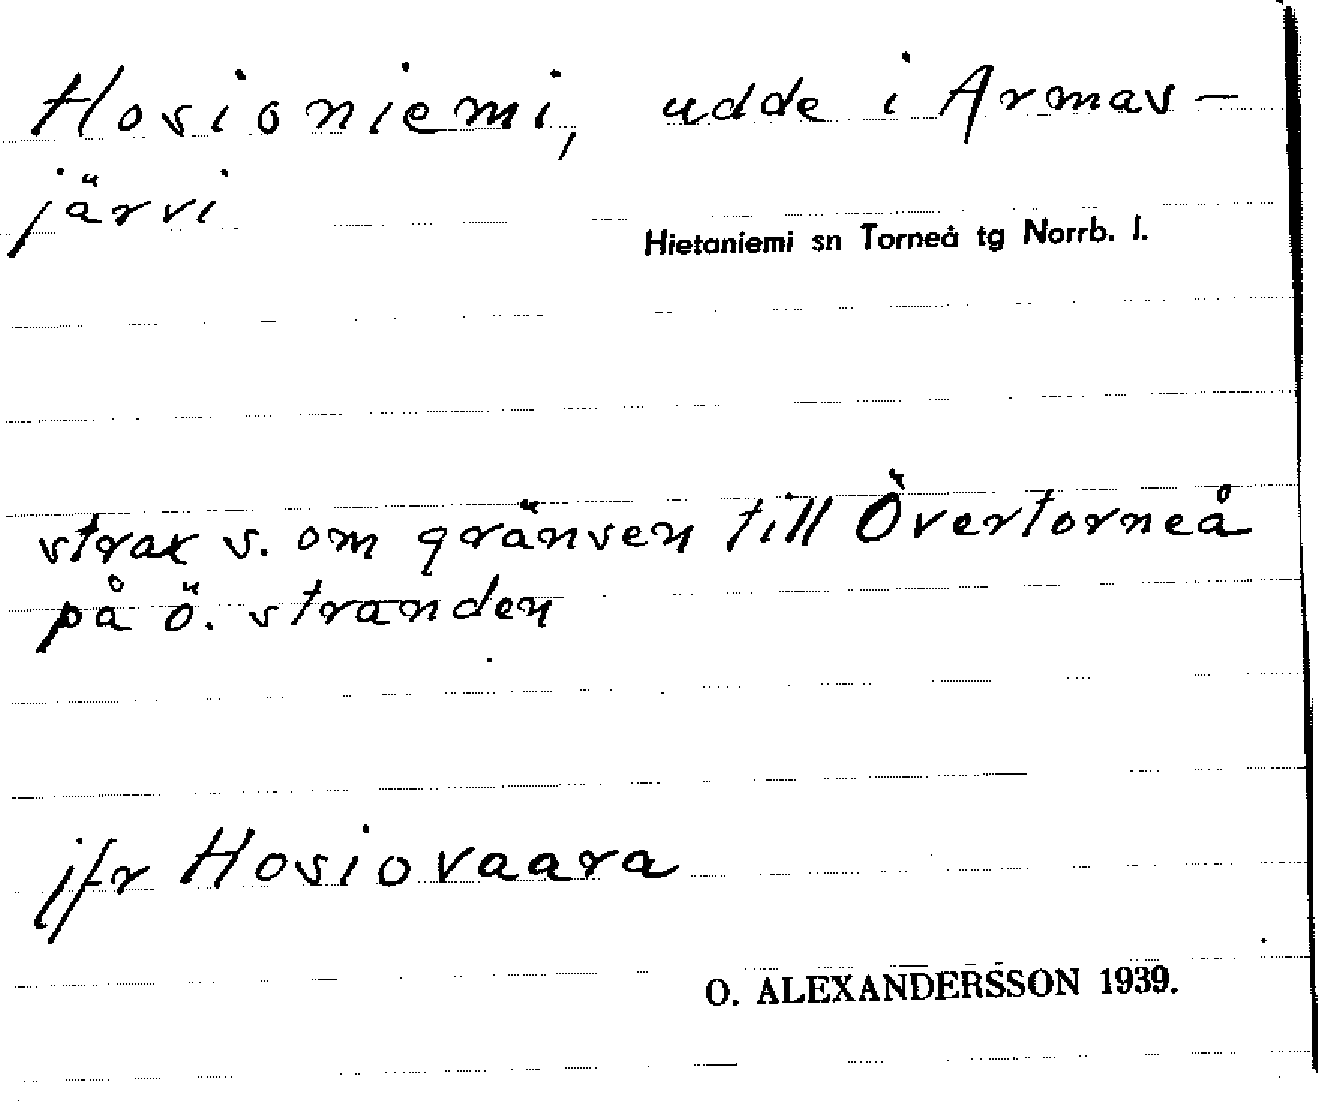 Hosioniemi, udde i Armas-
järvi
Hietaniemi sn Torneå tg Norrb. l.
strax s. om gränsen till Övertorneå
på ö. stranden
jfr Hosiovaara
O. ALEXANDERSSON 1939.